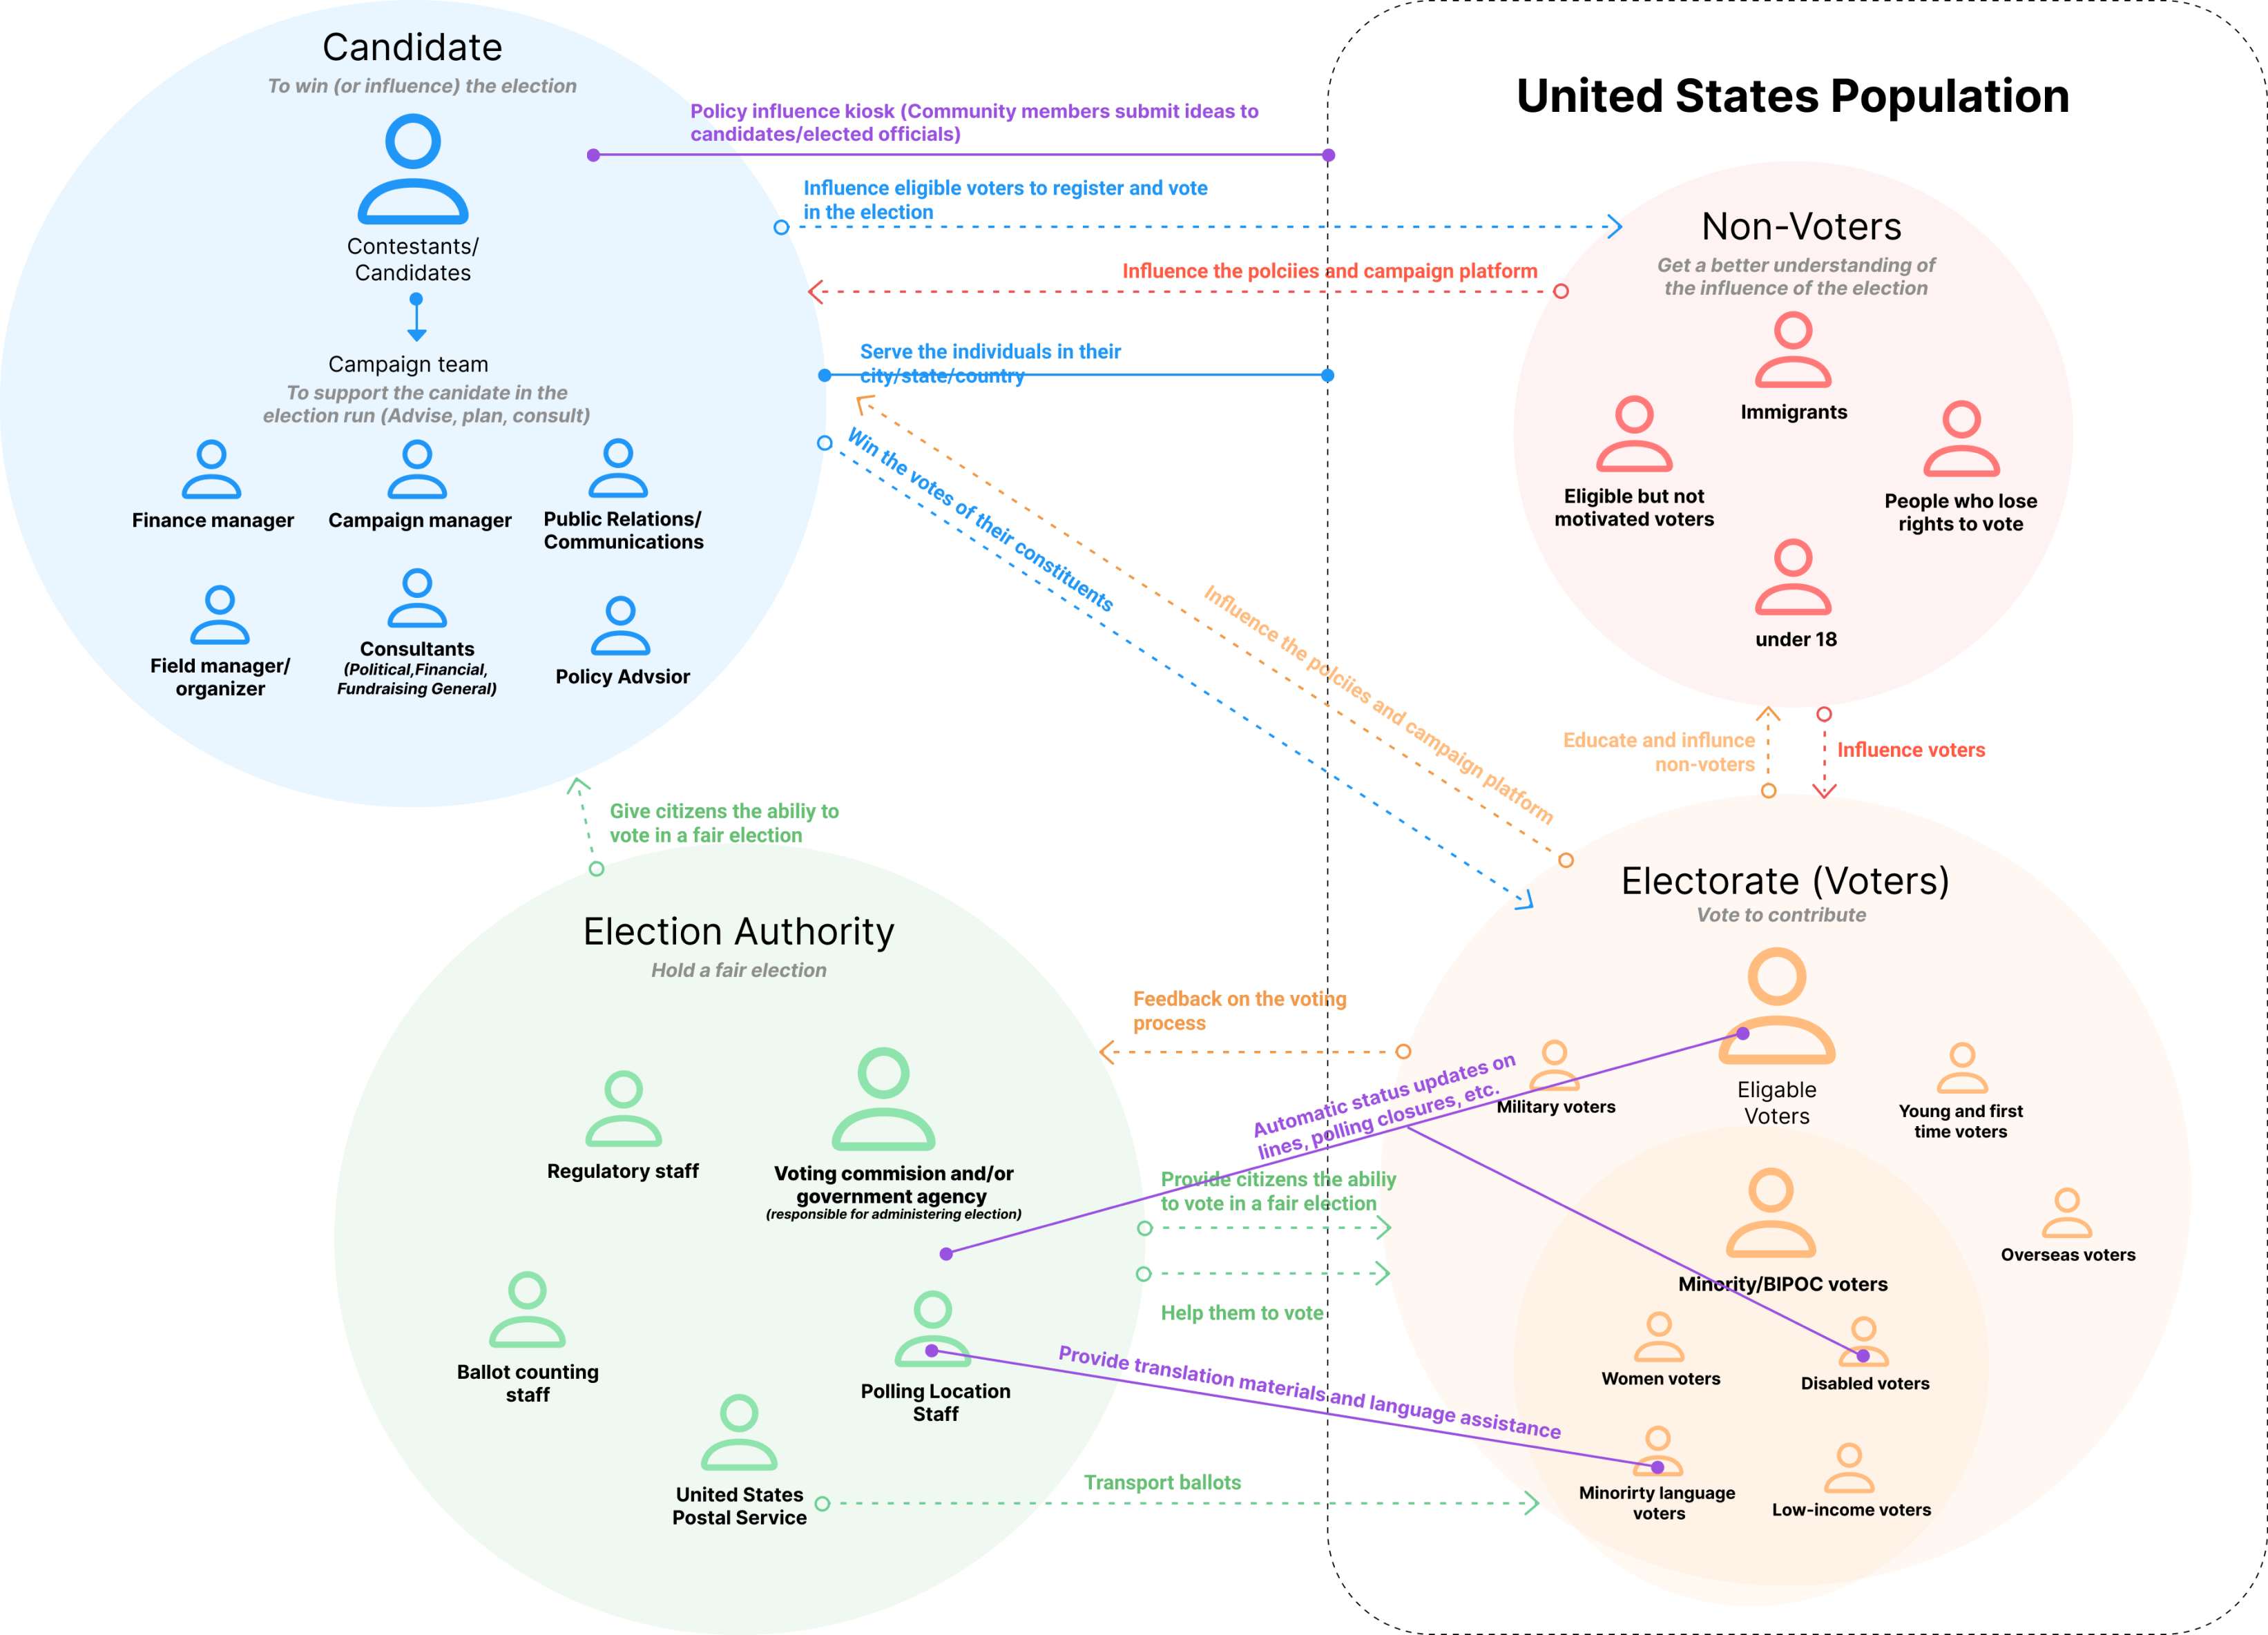 Candidate
To win (or influence) the election
Contestants/
Candidates
Campaign team
To support the canidate in the
election run (Advise, plan, consult)
Finance manager
Campaign manager
Public Relations/
Communications
Field manager/
organizer
Consultants
(Political,Financial,
Fundraising General)
Policy Advsior
Policy influence kiosk (Community members submit ideas to
candidates/elected officials)
Influence eligible voters to register and vote
in the election
Influence the polciies and campaign platform
Serve the individuals in their
city/state/country
Win the votes of their constituents
Influence the polciies and campaign platform
United States Population
Non-Voters
Get a better understanding of
the influence of the election
Immigrants
Eligible but not
motivated voters
People who lose
rights to vote
under 18
Educate and influnce
non-voters
Influence voters
Give citizens the abiliy to
vote in a fair election
Election Authority
Hold a fair election
Regulatory staff
Voting commision and/or
government agency
(responsible for administering election)
Ballot counting
staff
Polling Location
Staff
United States
Postal Service
Feedback on the voting
process
Automatic status updates on
lines, polling closures, etc.
Provide citizens the abiliy
to vote in a fair election
Help them to vote
Provide translation materials and language assistance
Transport ballots
Electorate (Voters)
Vote to contribute
Eligable
Voters
Military voters
Young and first
time voters
Overseas voters
Minority/BIPOC voters
Women voters
Disabled voters
Minorirty language
voters
Low-income voters